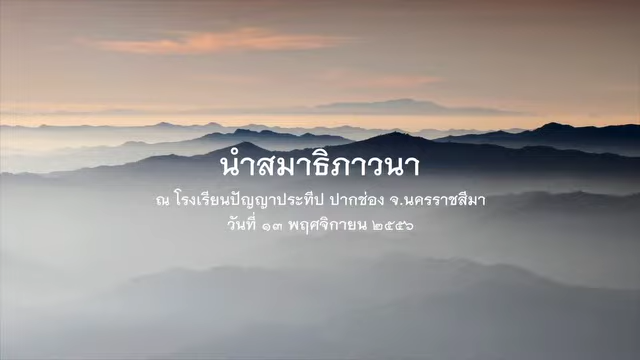 นำสมาธิภาวนา
ณ โรงเรียนปัญญาประทีป ปากช่อง จ.นครราชสีมา
วันที่ ๑๓ พฤศจิกายน ๒๕๕๖